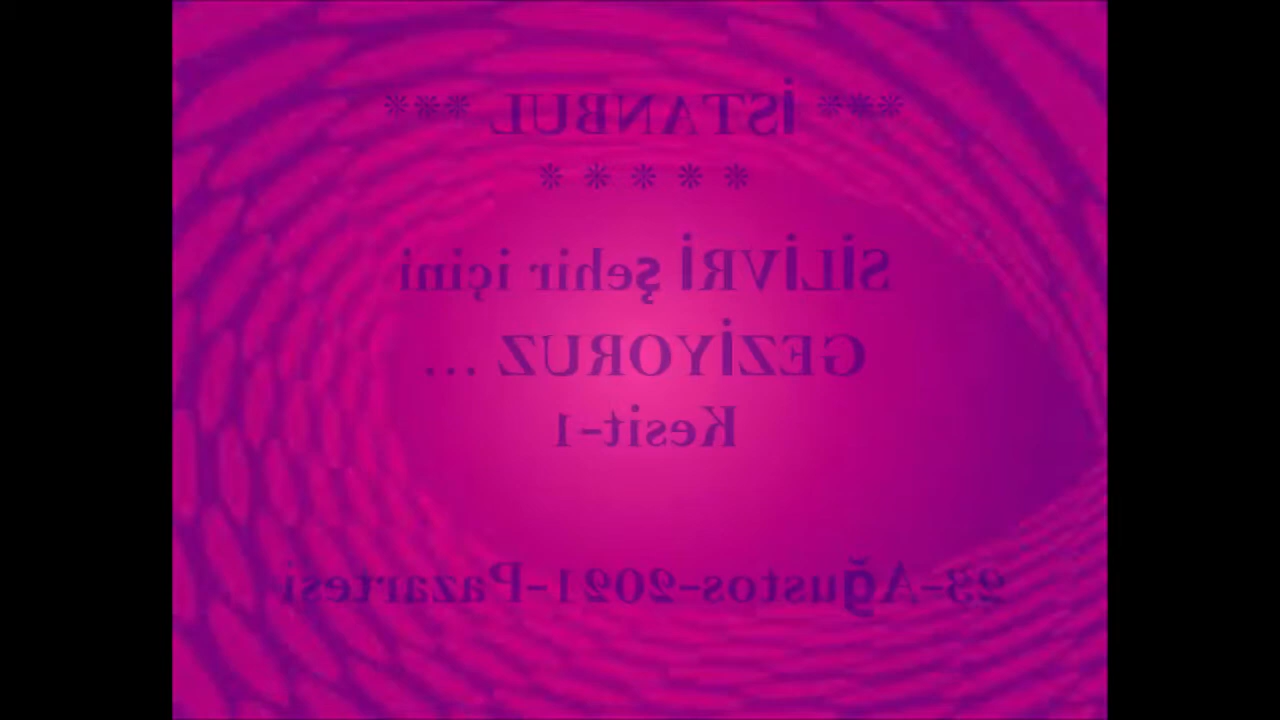 *** İSTANBUL ***
* * * * *
SİLİVRİ şehir içini
GEZİYORUZ ...
Kesit-1
23-Ağustos-2021-Pazartesi